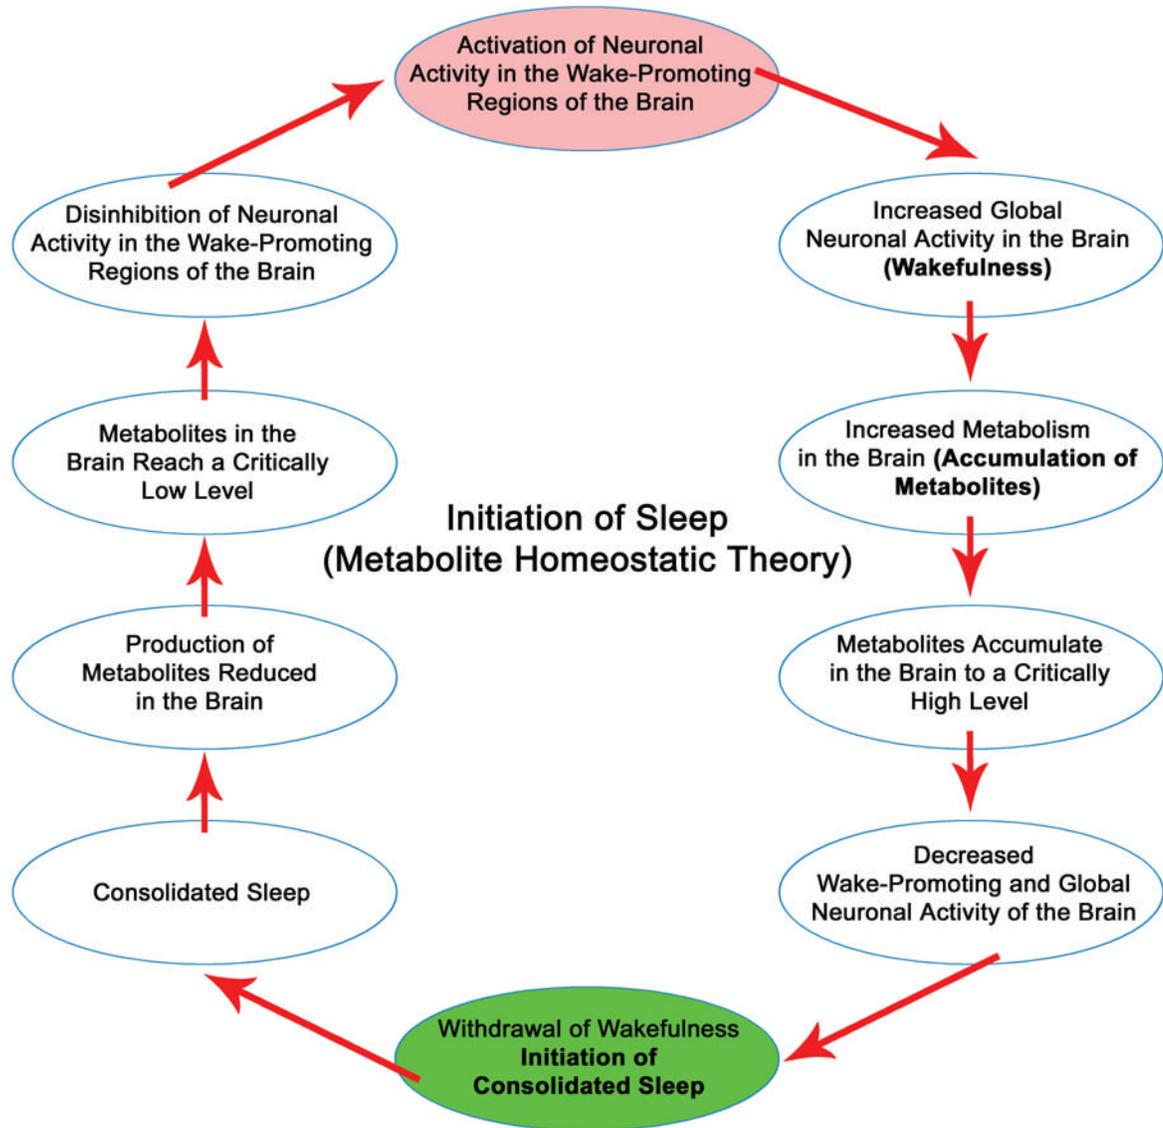 Activation of Neuronal
Activity in the Wake-Promoting
Regions of the Brain
Increased Global
Neuronal Activity in the Brain
(Wakefulness)
Increased Metabolism
in the Brain (Accumulation of
Metabolites)
Metabolites Accumulate
in the Brain to a Critically
High Level
Decreased
Wake-Promoting and Global
Neuronal Activity of the Brain
Withdrawal of Wakefulness
Initiation of
Consolidated Sleep
Consolidated Sleep
Production of
Metabolites Reduced
in the Brain
Metabolites in the
Brain Reach a Critically
Low Level
Disinhibition of Neuronal
Activity in the Wake-Promoting
Regions of the Brain
Initiation of Sleep
(Metabolite Homeostatic Theory)